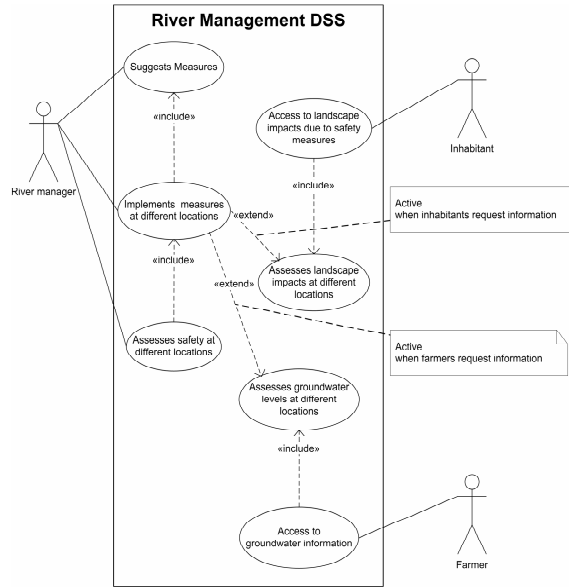 River Management DSS
Suggests Measures
«include»
Access to landscape
impacts due to safety
measures
Inhabitant
River manager
«include»
Implements measures
at different locations
«extend»
Active
when inhabitants request information
«include»
Assesses landscape
impacts at different
locations
«extend»
Assesses safety at
different locations
Active
when farmers request information
Assesses groundwater
levels at different
locations
«include»
Access to
groundwater information
Farmer